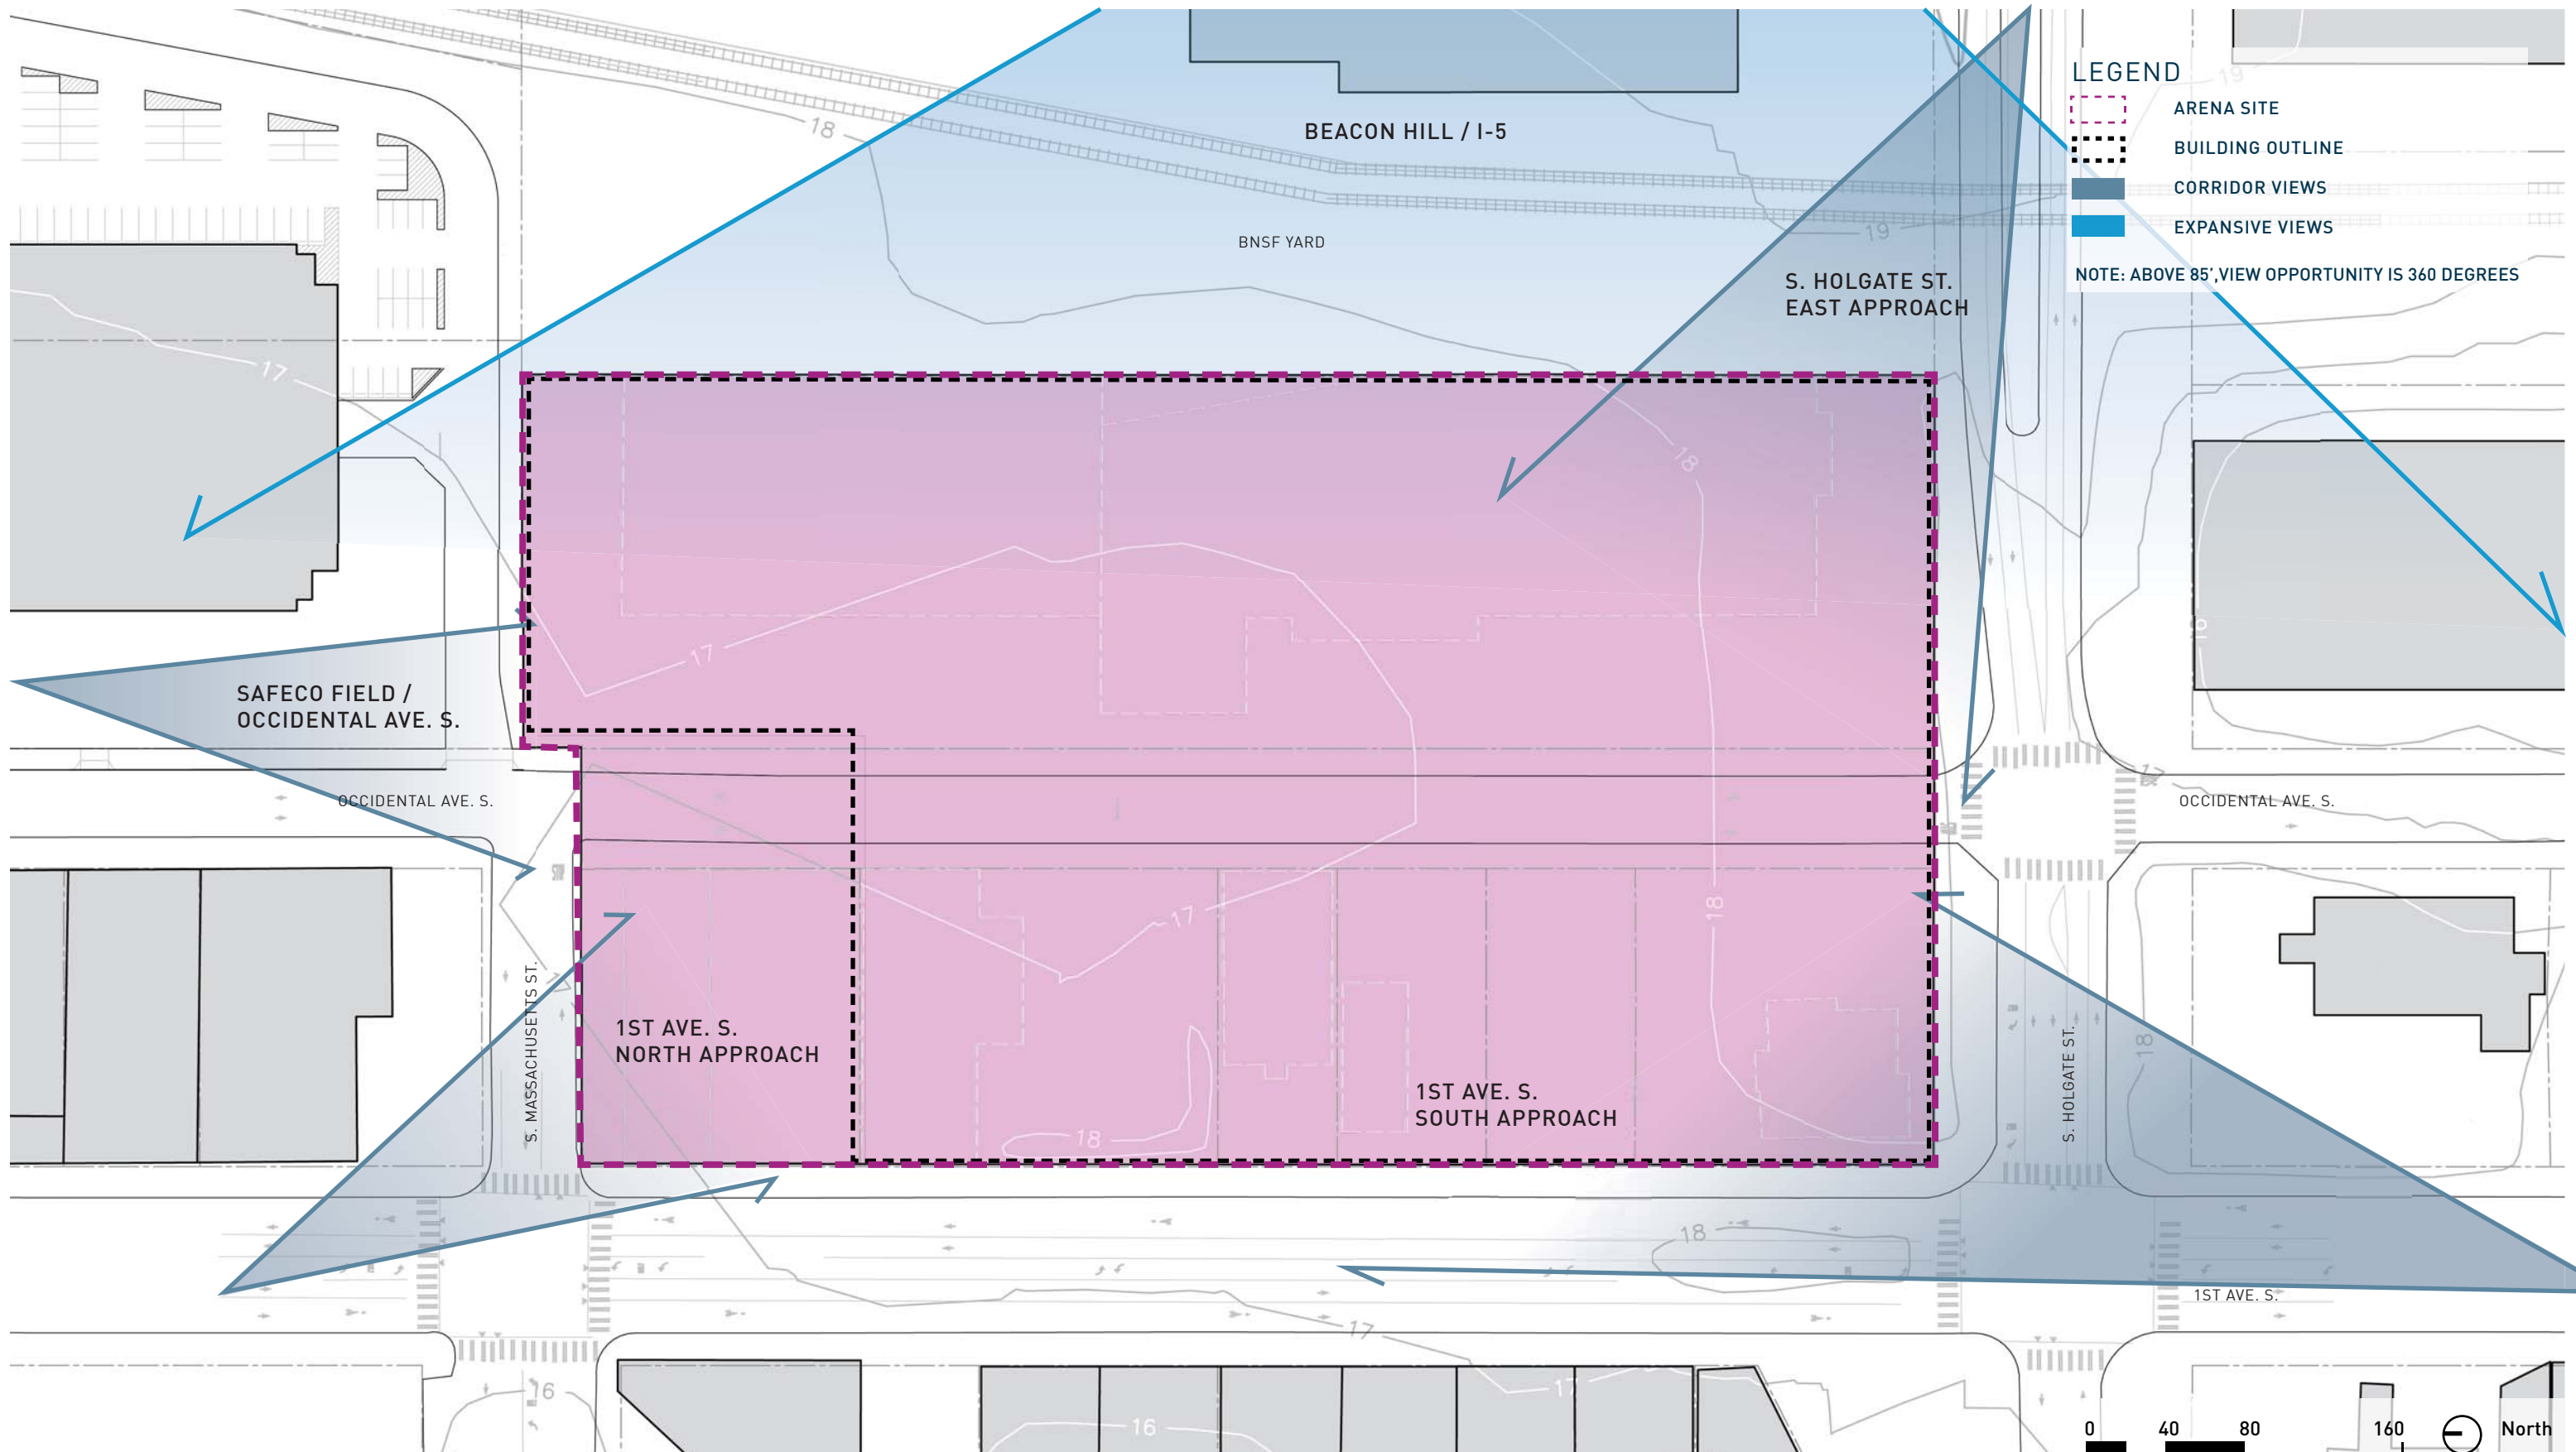 LEGEND
ARENA SITE
BUILDING OUTLINE
CORRIDOR VIEWS
EXPANSIVE VIEWS
NOTE: ABOVE 85', VIEW OPPORTUNITY IS 360 DEGREES
19
18
BEACON HILL / I-5
BNSF YARD
19
S. HOLGATE ST.
EAST APPROACH
17
18
18
17
SAFECO FIELD /
OCCIDENTAL AVE. S.
OCCIDENTAL AVE. S.
OCCIDENTAL AVE. S.
17
17
18
S. MASSACHUSETTS ST.
1ST AVE. S.
NORTH APPROACH
1ST AVE. S.
SOUTH APPROACH
S. HOLGATE ST.
18
18
18
1ST AVE. S.
17
16
17
16
0 40 80 160 North